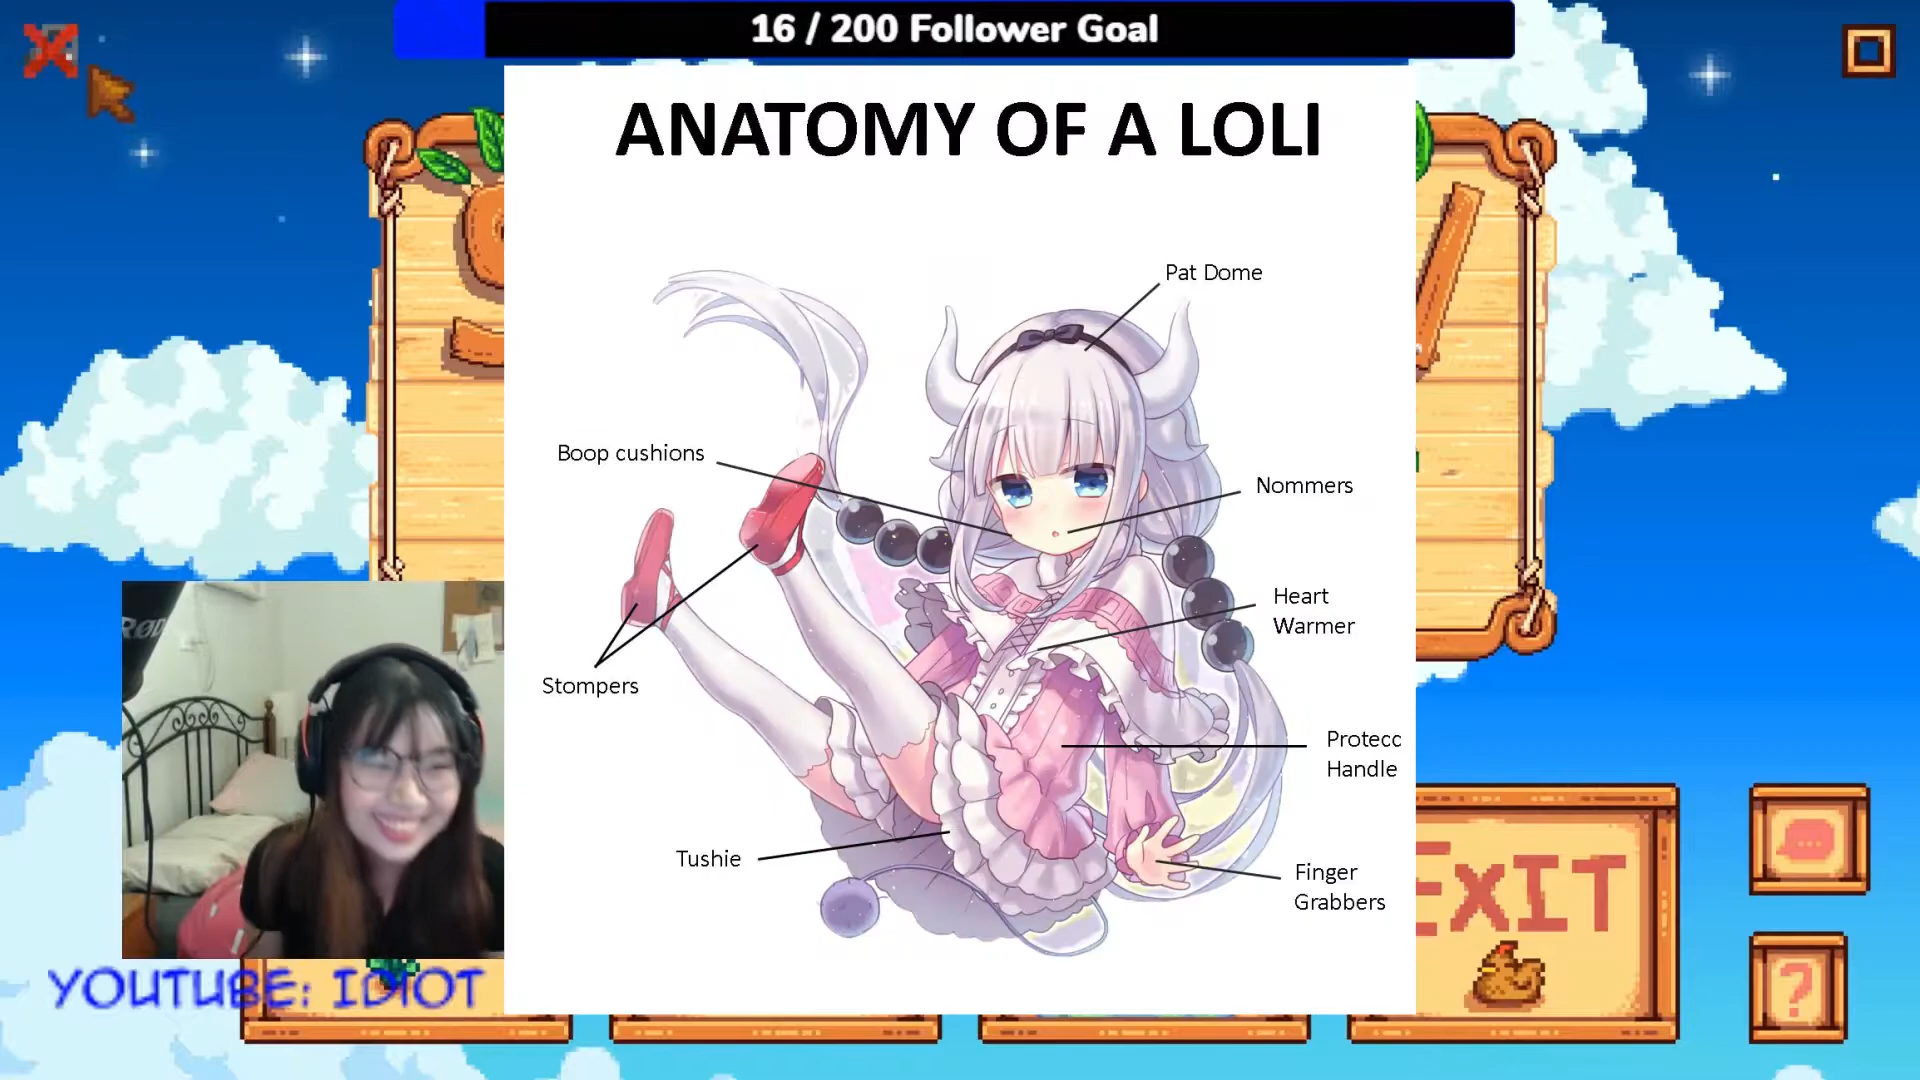 16 / 200 Follower Goal
ANATOMY OF A LOLI
Pat Dome
Boop cushions
Nommers
Heart
Warmer
Stompers
Protecc
Handle
Tushie
Finger
Grabbers
RØD
EXIT
?
YOUTUBE: IDIOT